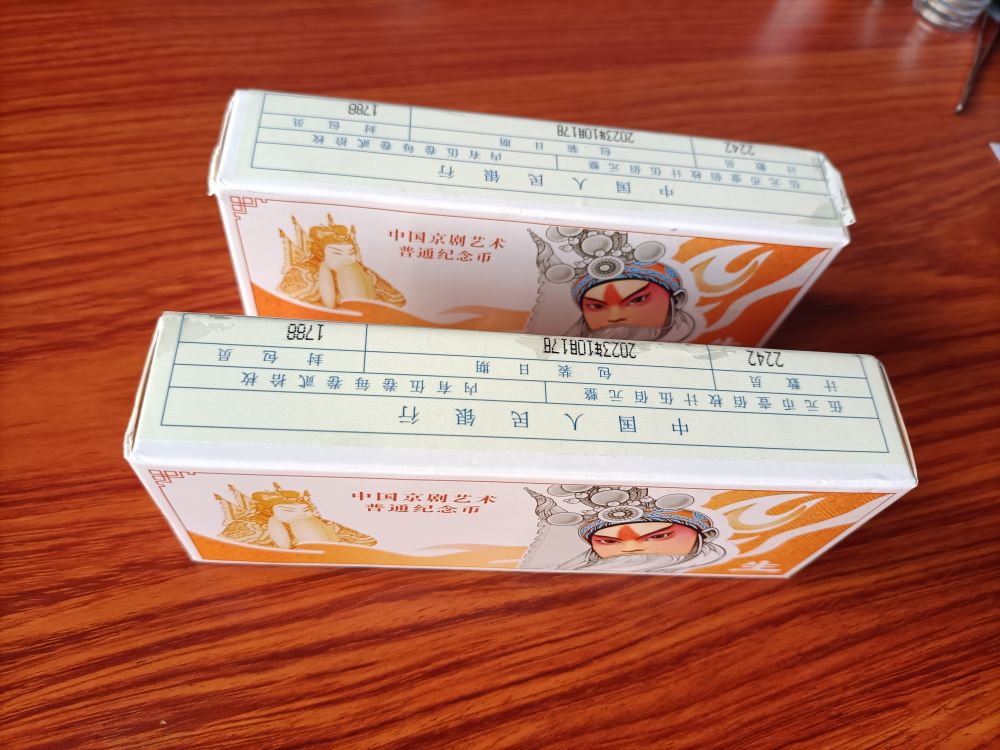 中国人民银行
伍元币壹佰枚计伍佰元整 内有伍卷每卷贰拾枚
计数员 包装日期 封包员
2242 2023年10月17日 1788
中国京剧艺术
普通纪念币
中国人民银行
伍元币壹佰枚计伍佰元整 内有伍卷每卷贰拾枚
计数员 包装日期 封包员
2242 2023年10月17日 1788
中国京剧艺术
普通纪念币
生